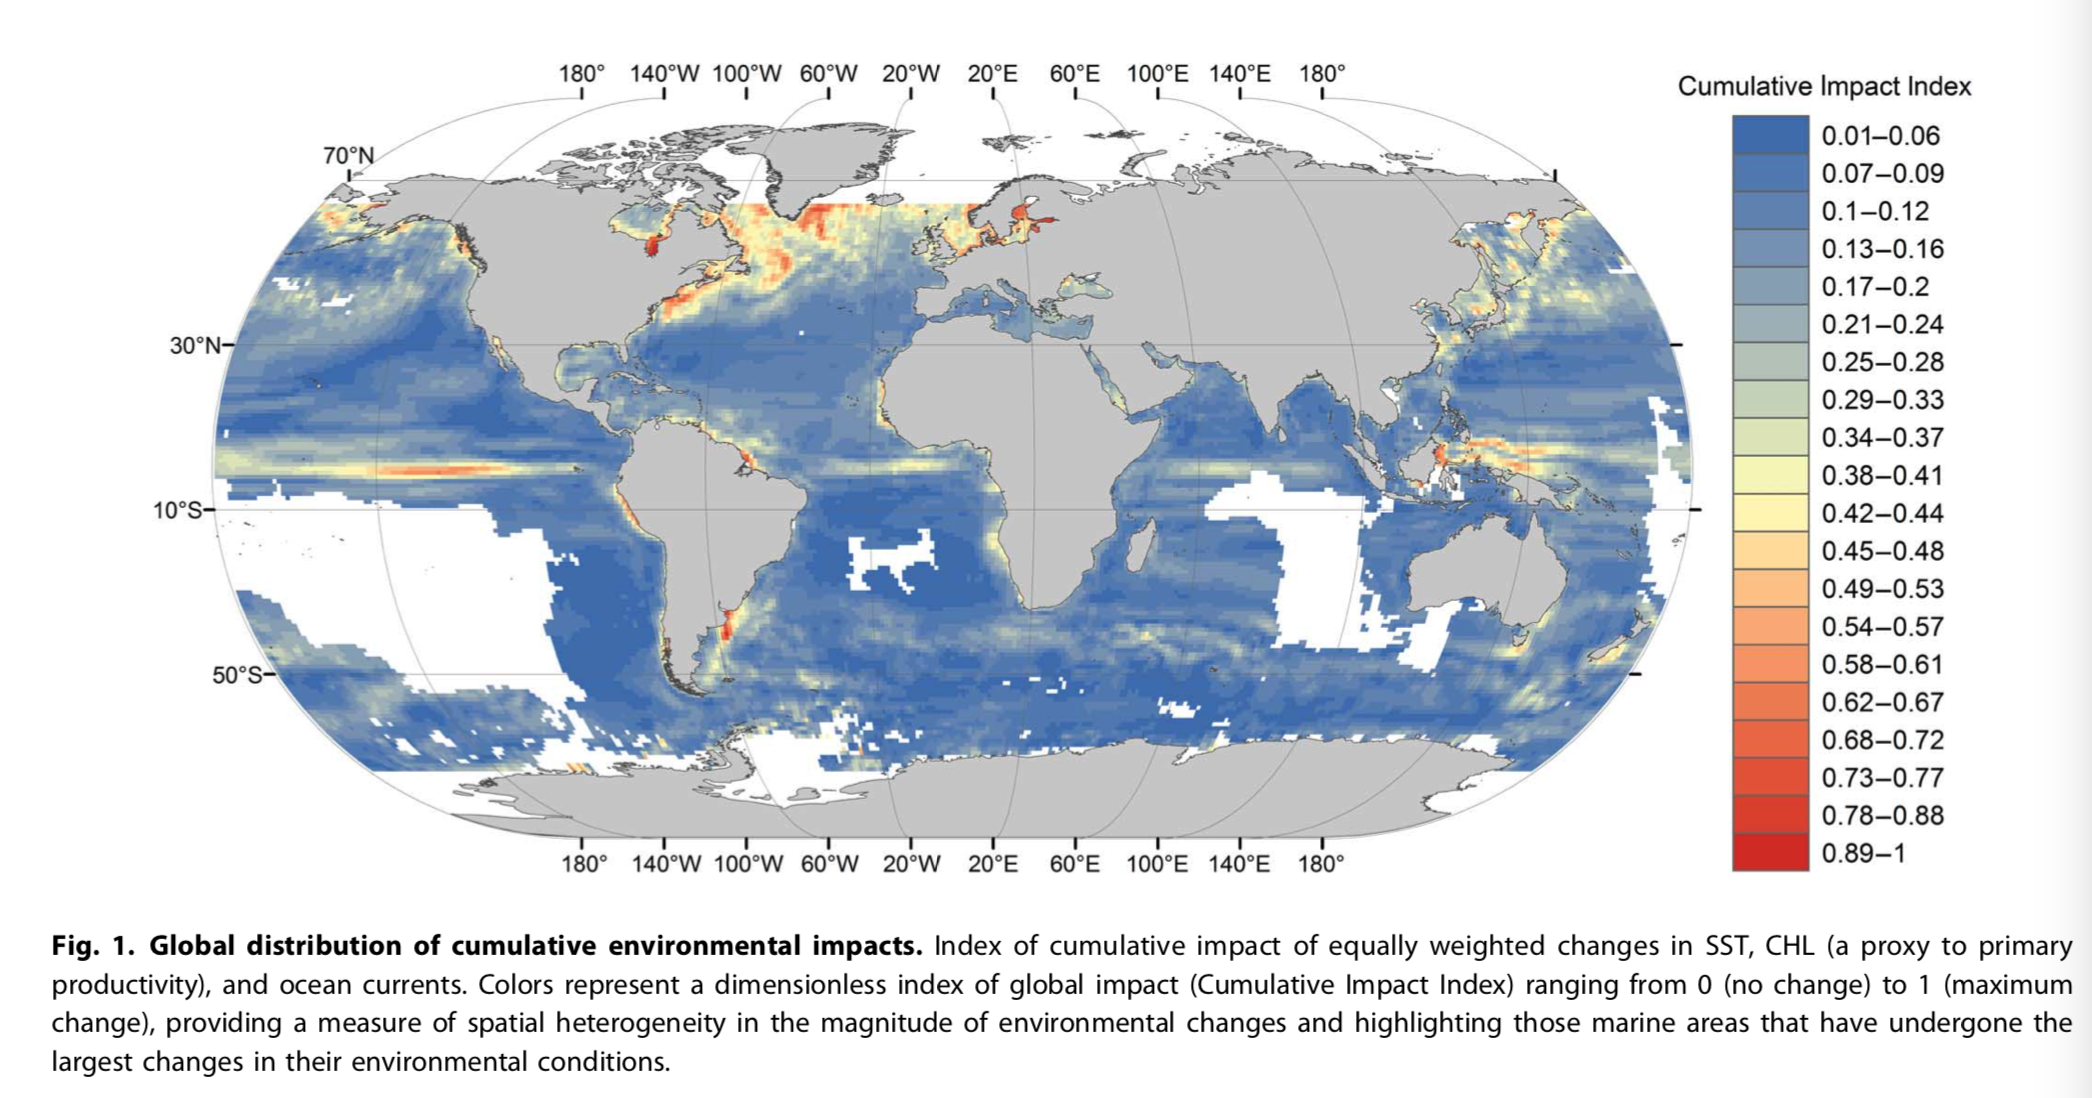 180° 140°W 100°W 60°W 20°W 20°E 60°E 100°E 140°E 180°
70°N
30°N
10°S
50°S
180° 140°W 100°W 60°W 20°W 20°E 60°E 100°E 140°E 180°
Cumulative Impact Index
0.01–0.06
0.07–0.09
0.1–0.12
0.13–0.16
0.17–0.2
0.21–0.24
0.25–0.28
0.29–0.33
0.34–0.37
0.38–0.41
0.42–0.44
0.45–0.48
0.49–0.53
0.54–0.57
0.58–0.61
0.62–0.67
0.68–0.72
0.73–0.77
0.78–0.88
0.89–1
Fig. 1. Global distribution of cumulative environmental impacts. Index of cumulative impact of equally weighted changes in SST, CHL (a proxy to primary
productivity), and ocean currents. Colors represent a dimensionless index of global impact (Cumulative Impact Index) ranging from 0 (no change) to 1 (maximum
change), providing a measure of spatial heterogeneity in the magnitude of environmental changes and highlighting those marine areas that have undergone the
largest changes in their environmental conditions.